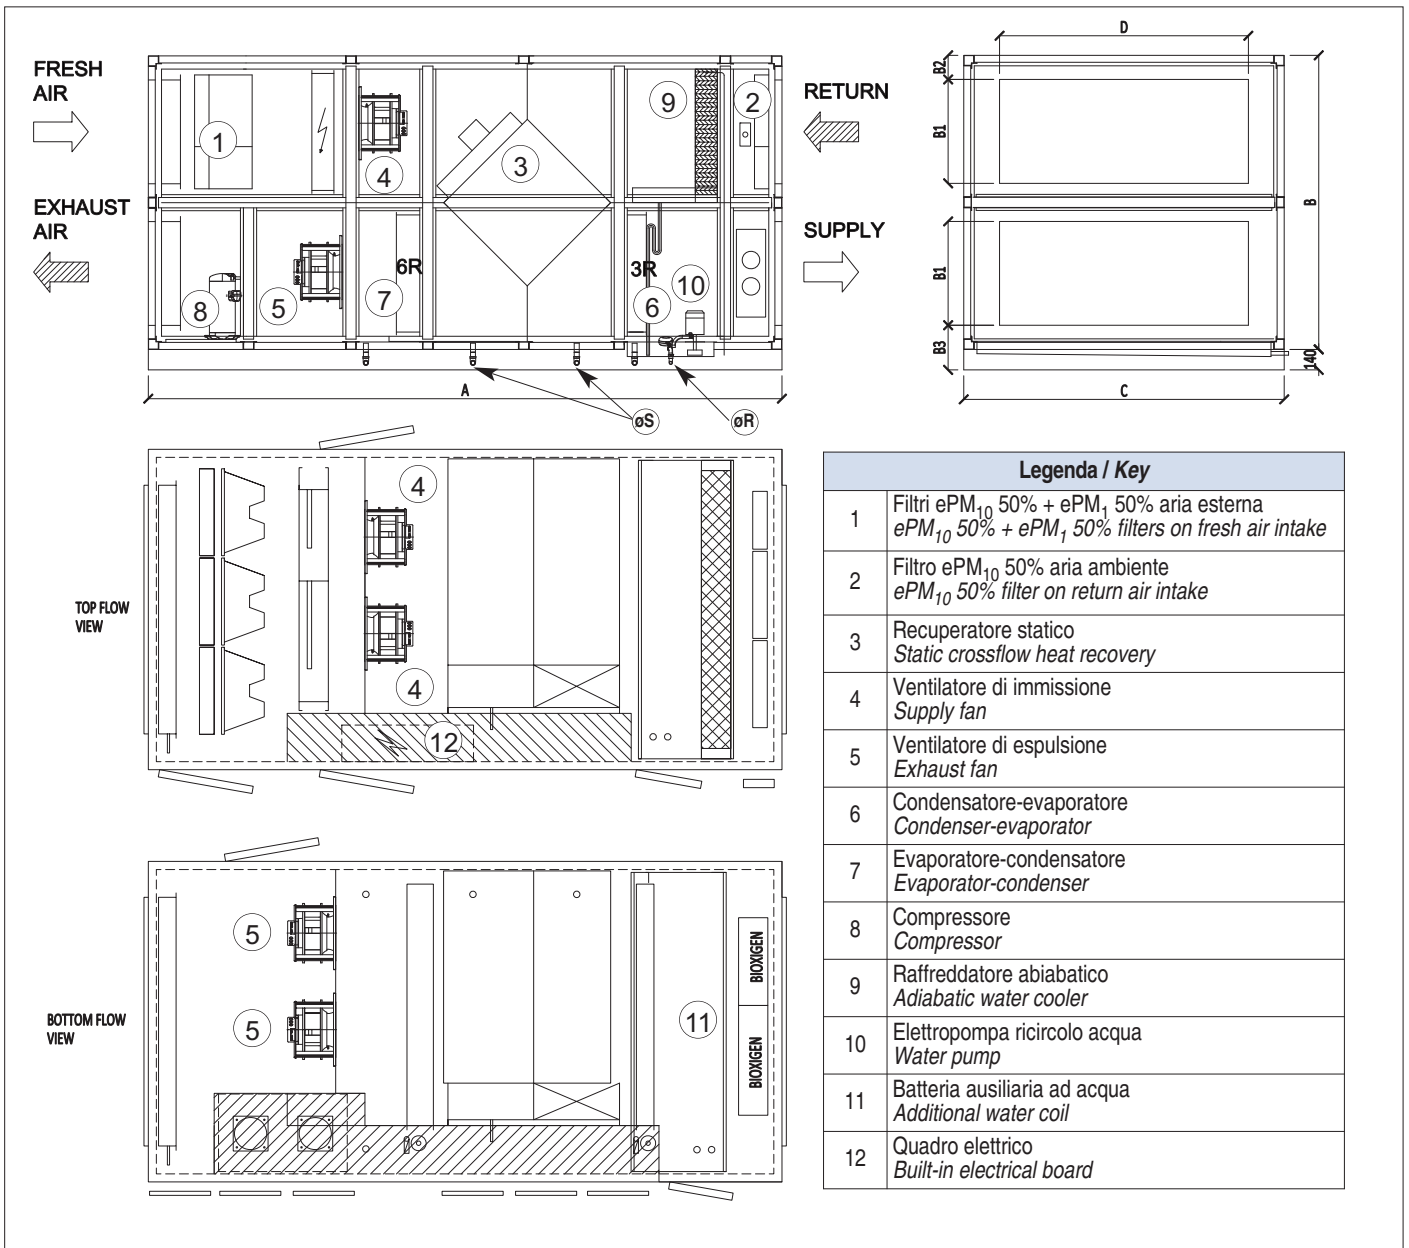 FRESH
AIR
EXHAUST
AIR
RETURN
SUPPLY
1
4
3
9
2
8
5
7
6R
3R
6
10
A
øS
øR
D
B2
B1
B1
B3
B
140
C
TOP FLOW
VIEW
4
4
12
BOTTOM FLOW
VIEW
5
5
11
BIOXIGEN
BIOXIGEN
Legenda / Key
1
Filtri ePM10 50% + ePM1 50% aria esterna
ePM10 50% + ePM1 50% filters on fresh air intake
2
Filtro ePM10 50% aria ambiente
ePM10 50% filter on return air intake
3
Recuperatore statico
Static crossflow heat recovery
4
Ventilatore di immissione
Supply fan
5
Ventilatore di espulsione
Exhaust fan
6
Condensatore-evaporatore
Condenser-evaporator
7
Evaporatore-condensatore
Evaporator-condenser
8
Compressore
Compressor
9
Raffreddatore abiabatico
Adiabatic water cooler
10
Elettropompa ricircolo acqua
Water pump
11
Batteria ausiliaria ad acqua
Additional water coil
12
Quadro elettrico
Built-in electrical board